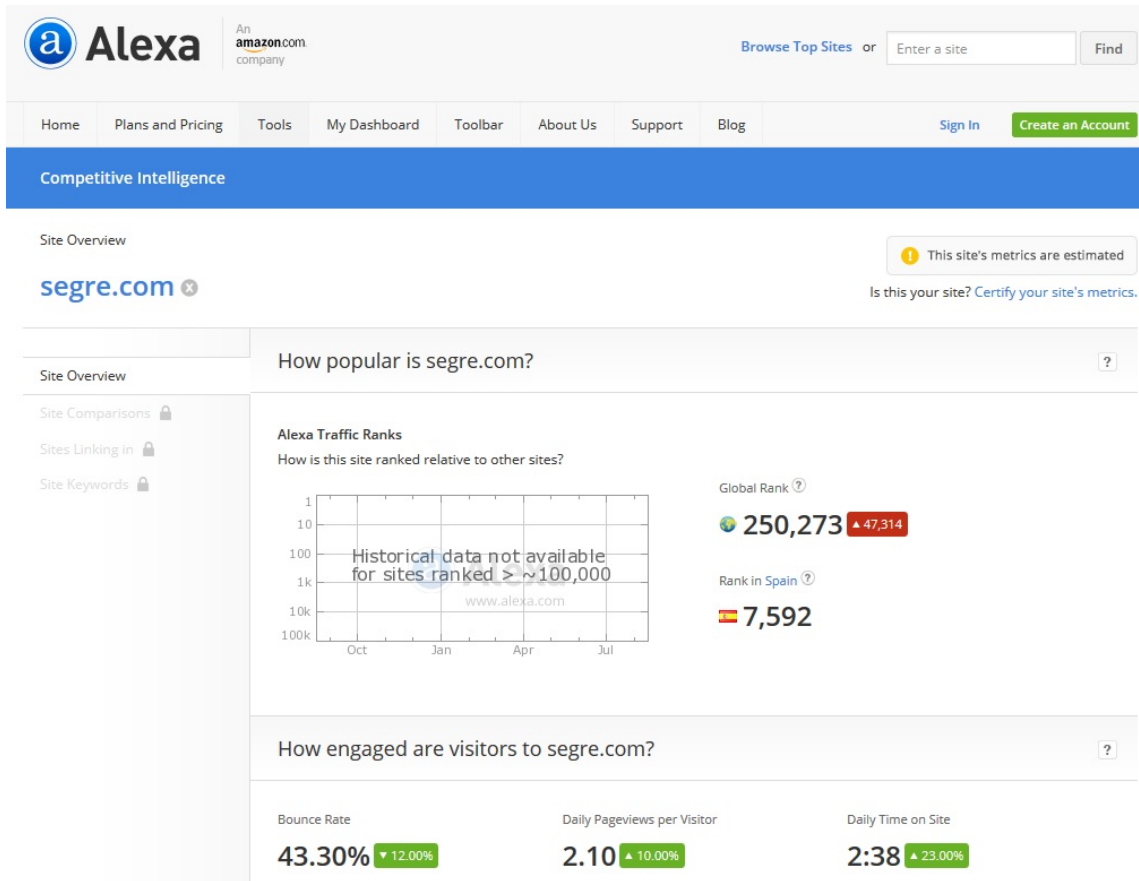 a Alexa
An
amazon.com
company
Browse Top Sites or Enter a site Find
Home Plans and Pricing Tools My Dashboard Toolbar About Us Support Blog Sign In Create an Account
Competitive Intelligence
Site Overview
This site's metrics are estimated
segre.com
Is this your site? Certify your site's metrics.
Site Overview
Site Comparisons
Sites Linking in
Site Keywords
How popular is segre.com? ?
Alexa Traffic Ranks
How is this site ranked relative to other sites?
1
10
100
1k
10k
100k
Historical data not available
for sites ranked > ~100,000
a Alexa
www.alexa.com
Oct Jan Apr Jul
Global Rank ?
250,273 ▲ 47,314
Rank in Spain ?
7,592
How engaged are visitors to segre.com? ?
Bounce Rate Daily Pageviews per Visitor Daily Time on Site
43.30% ▼ 12.00% 2.10 ▲ 10.00% 2:38 ▲ 23.00%